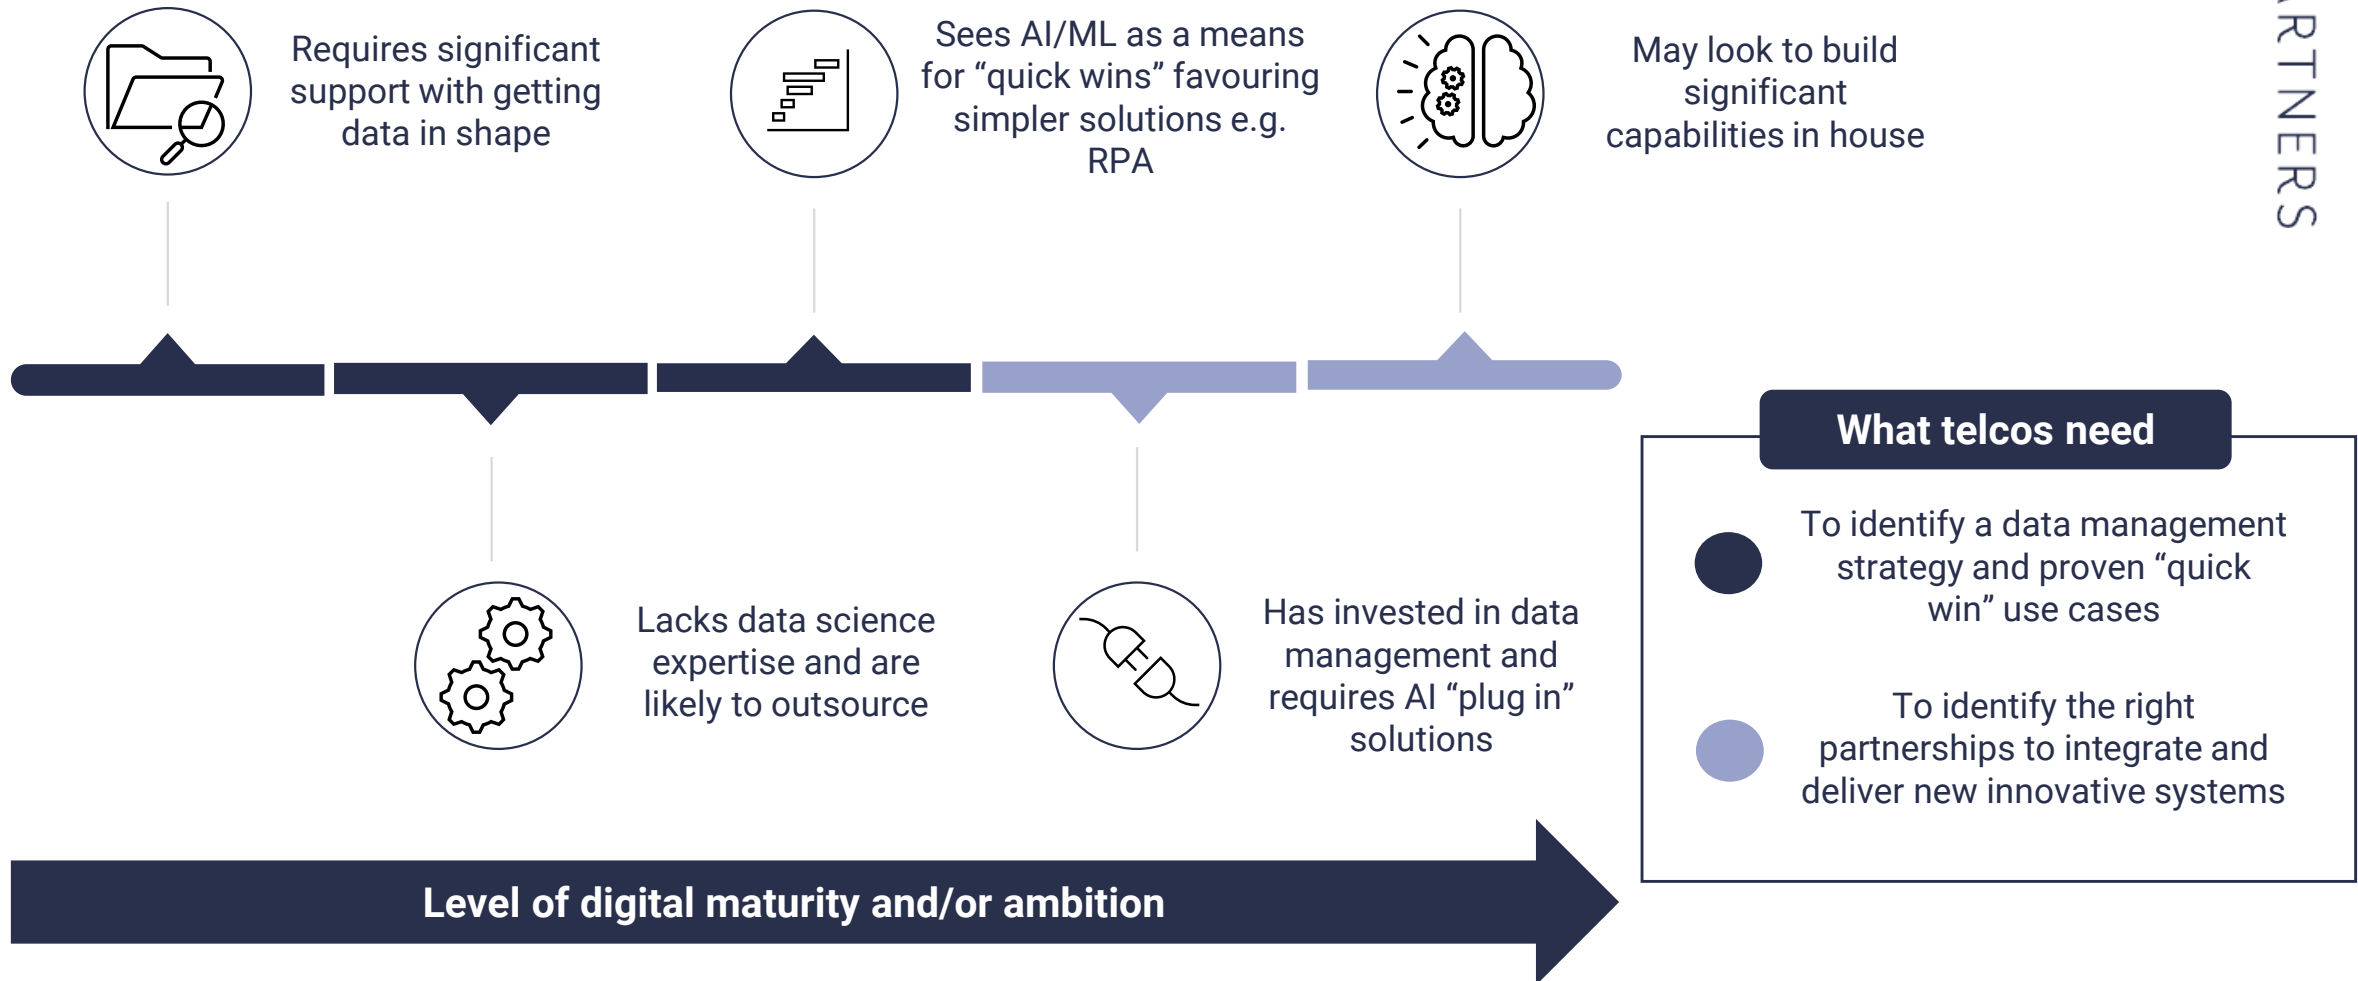 Requires significant
support with getting
data in shape
Sees AI/ML as a means
for “quick wins” favouring
simpler solutions e.g.
RPA
May look to build
significant
capabilities in house
ARTNERS
Lacks data science
expertise and are
likely to outsource
Has invested in data
management and
requires AI “plug in”
solutions
What telcos need
To identify a data management
strategy and proven “quick
win” use cases
To identify the right
partnerships to integrate and
deliver new innovative systems
Level of digital maturity and/or ambition